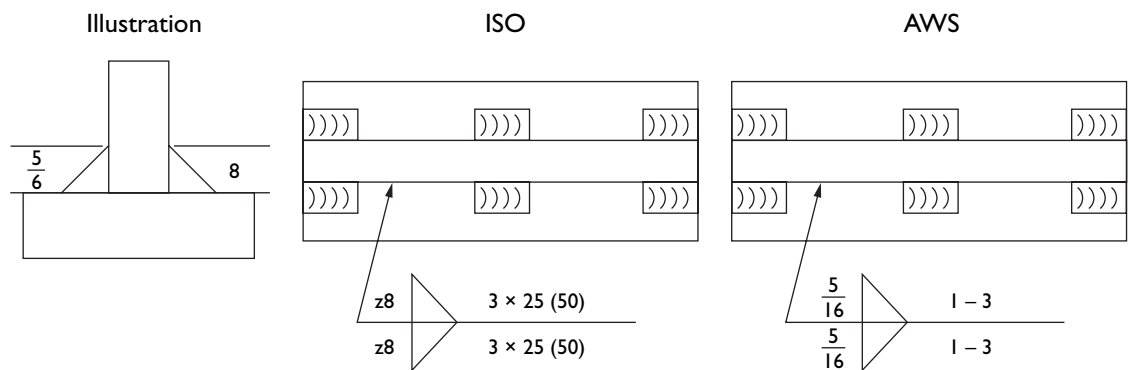 Illustration
ISO
AWS
5/6
8
z8 3 × 25 (50)
z8 3 × 25 (50)
5/16 1 – 3
5/16 1 – 3